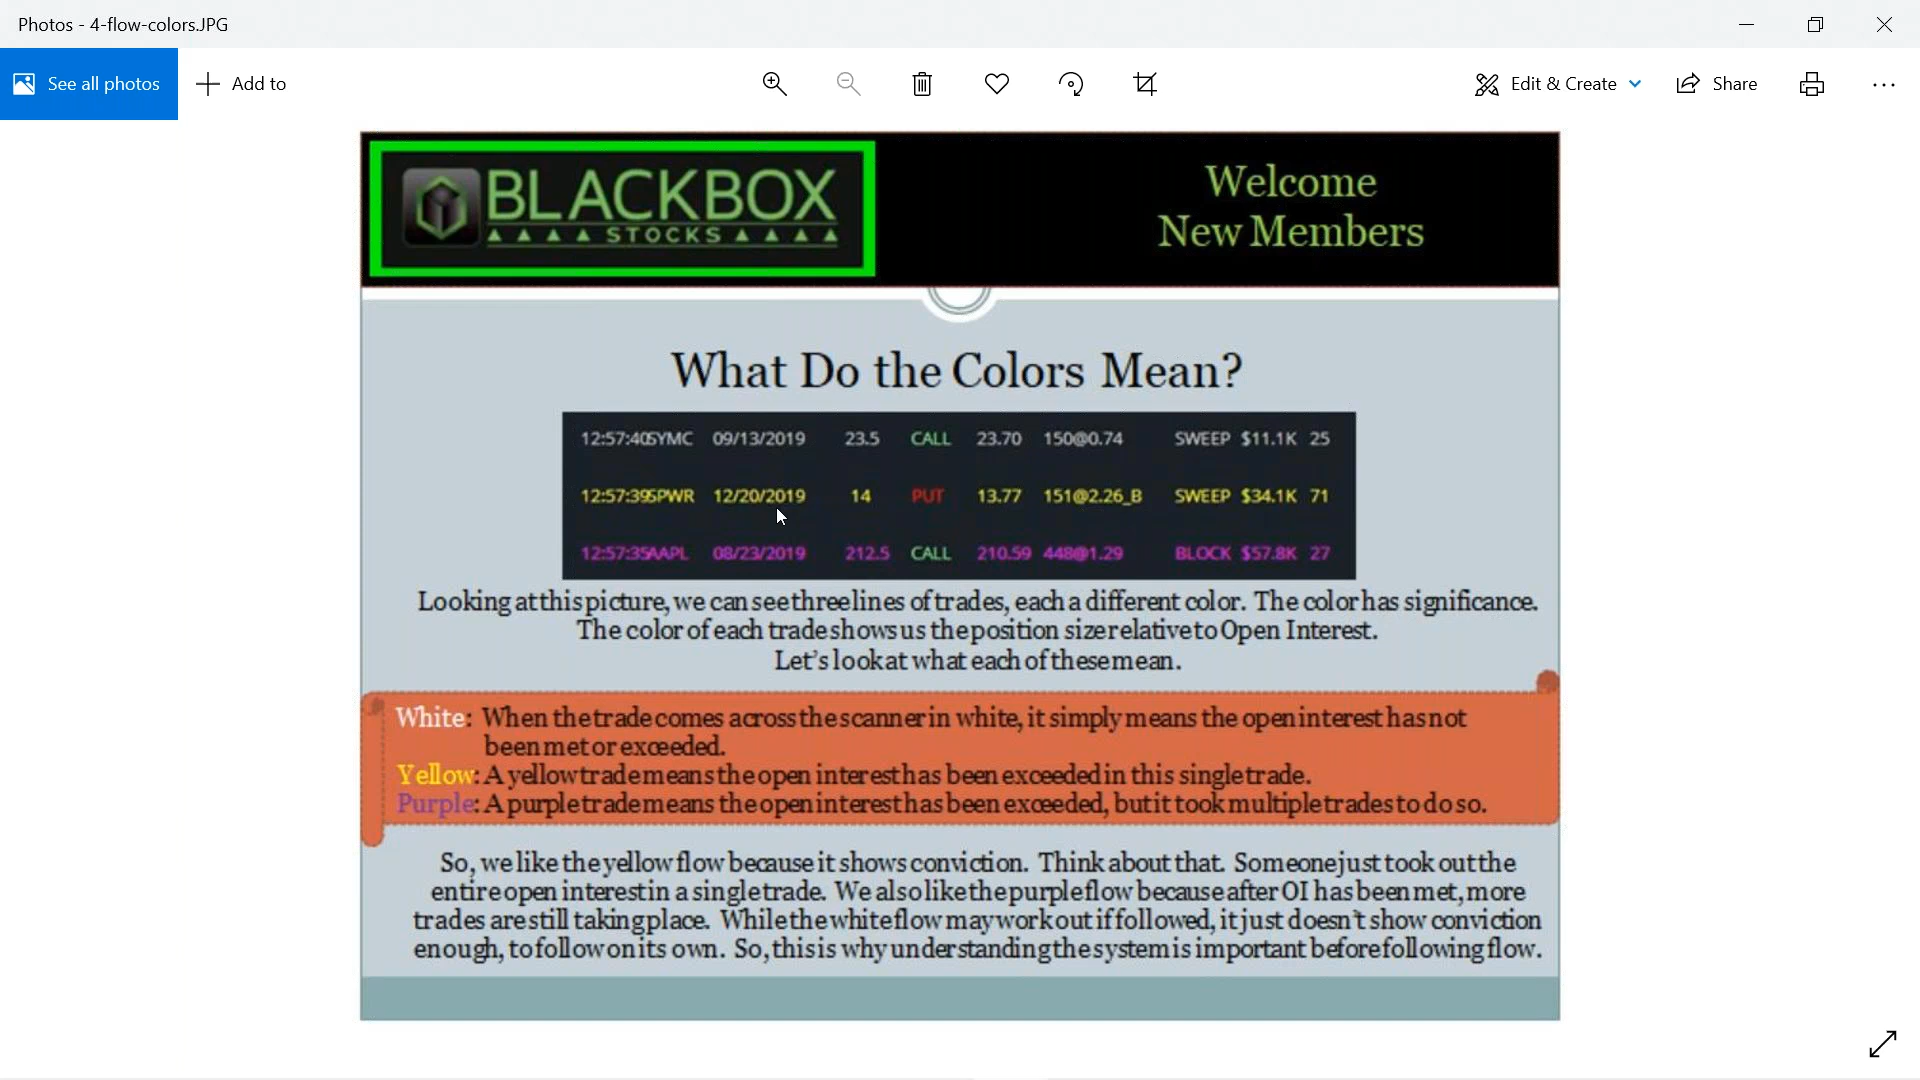 Photos - 4-flow-colors.JPG
See all photos
Add to
Edit & Create
Share
BLACKBOX
STOCKS
Welcome
New Members
What Do the Colors Mean?
12:57:40SYMC 09/13/2019 23.5 CALL 23.70 150@0.74 SWEEP $11.1K 25
12:57:39SPWR 12/20/2019 14 PUT 13.77 151@2.26_B SWEEP $34.1K 71
12:57:35AAPL 08/23/2019 212.5 CALL 210.59 448@1.29 BLOCK $57.8K 27
Looking at this picture, we can see three lines of trades, each a different color. The color has significance.
The color of each trade shows us the position size relative to Open Interest.
Let's look at what each of these mean.
White: When the trade comes across the scanner in white, it simply means the open interest has not
been met or exceeded.
Yellow: A yellow trade means the open interest has been exceeded in this single trade.
Purple: A purple trade means the open interest has been exceeded, but it took multiple trades to do so.
So, we like the yellow flow because it shows conviction. Think about that. Someone just took out the
entire open interest in a single trade. We also like the purple flow because after OI has been met, more
trades are still taking place. While the white flow may work out if followed, it just doesn't show conviction
enough, to follow on its own. So, this is why understanding the system is important before following flow.